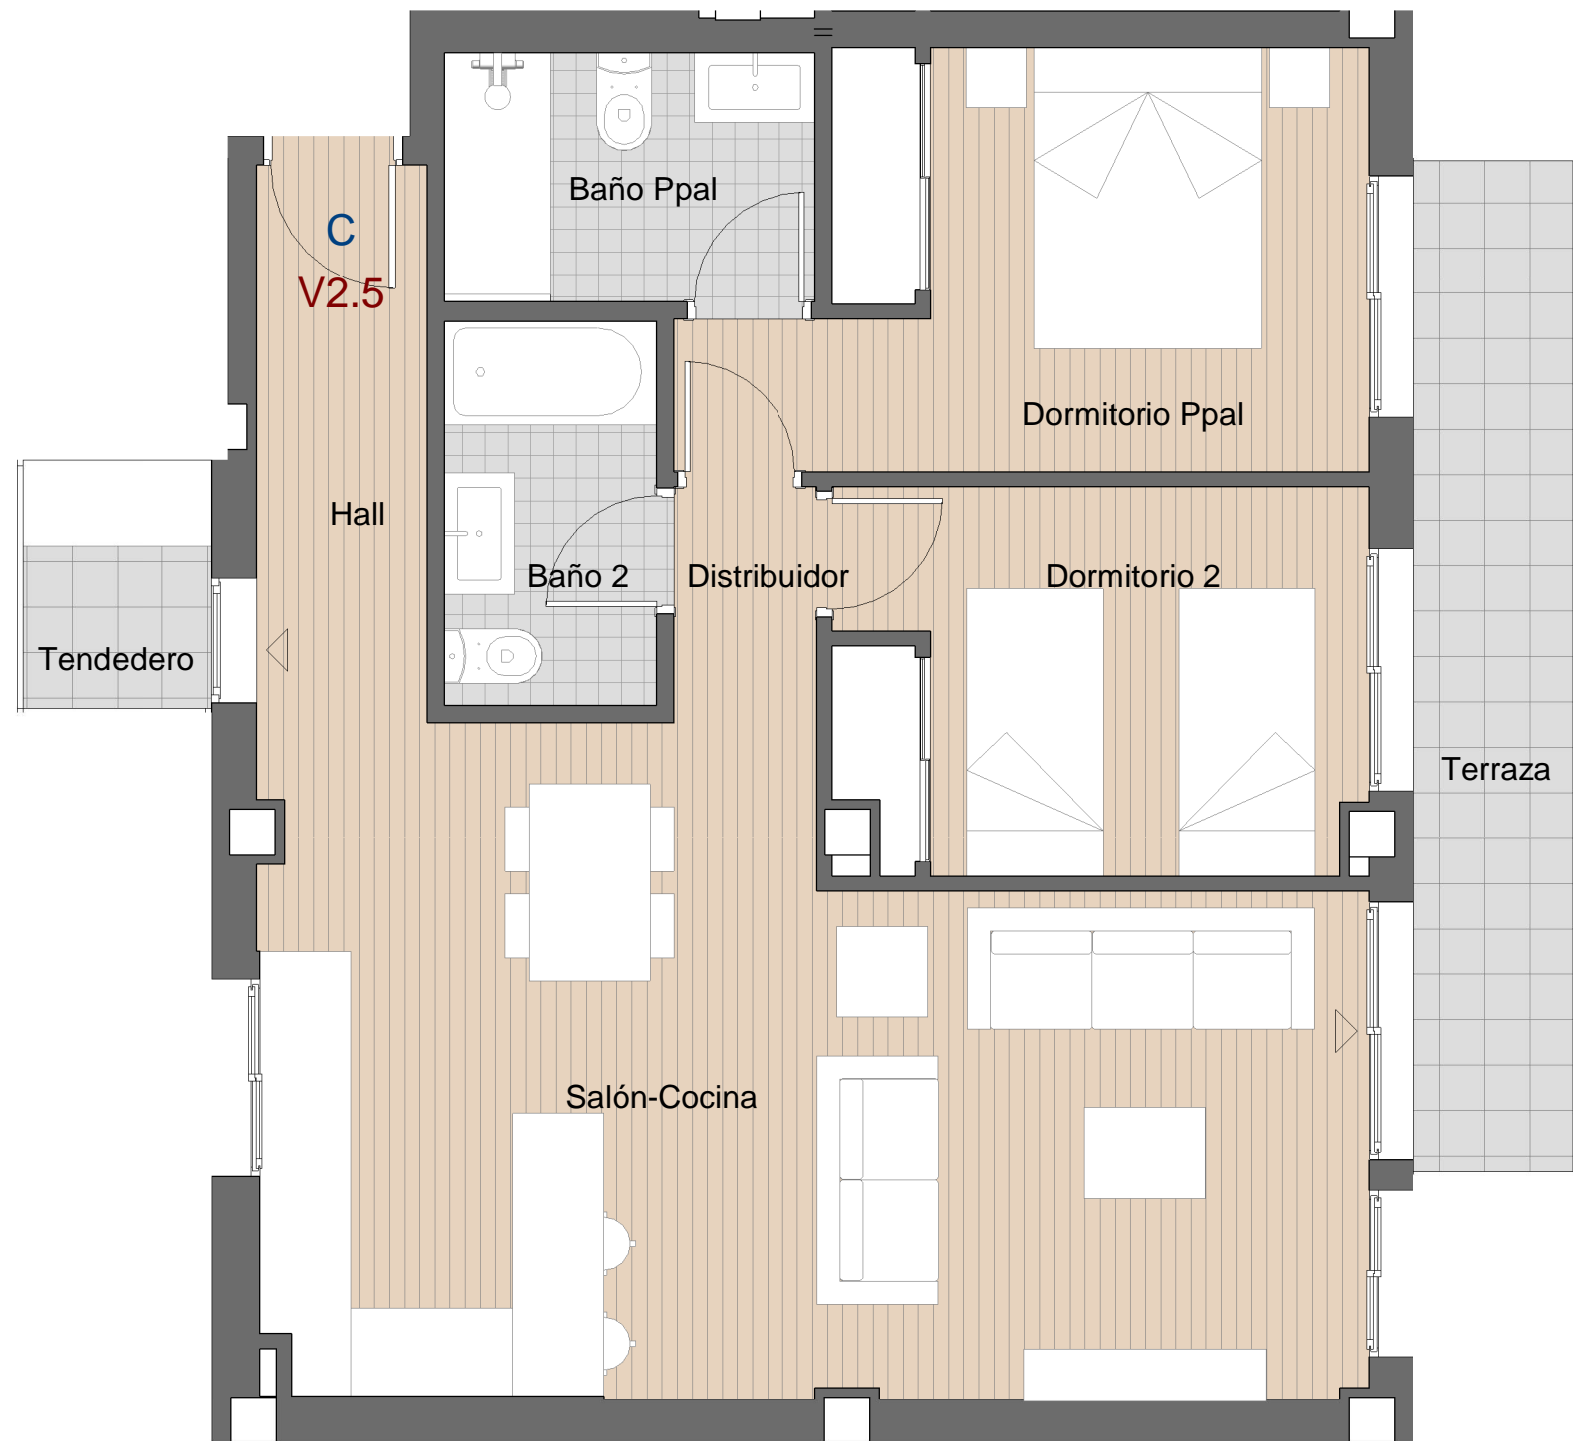 Baño Ppal
C
V2.5
Dormitorio Ppal
Hall
Baño 2
Distribuidor
Dormitorio 2
Tendedero
Terraza
Salón-Cocina